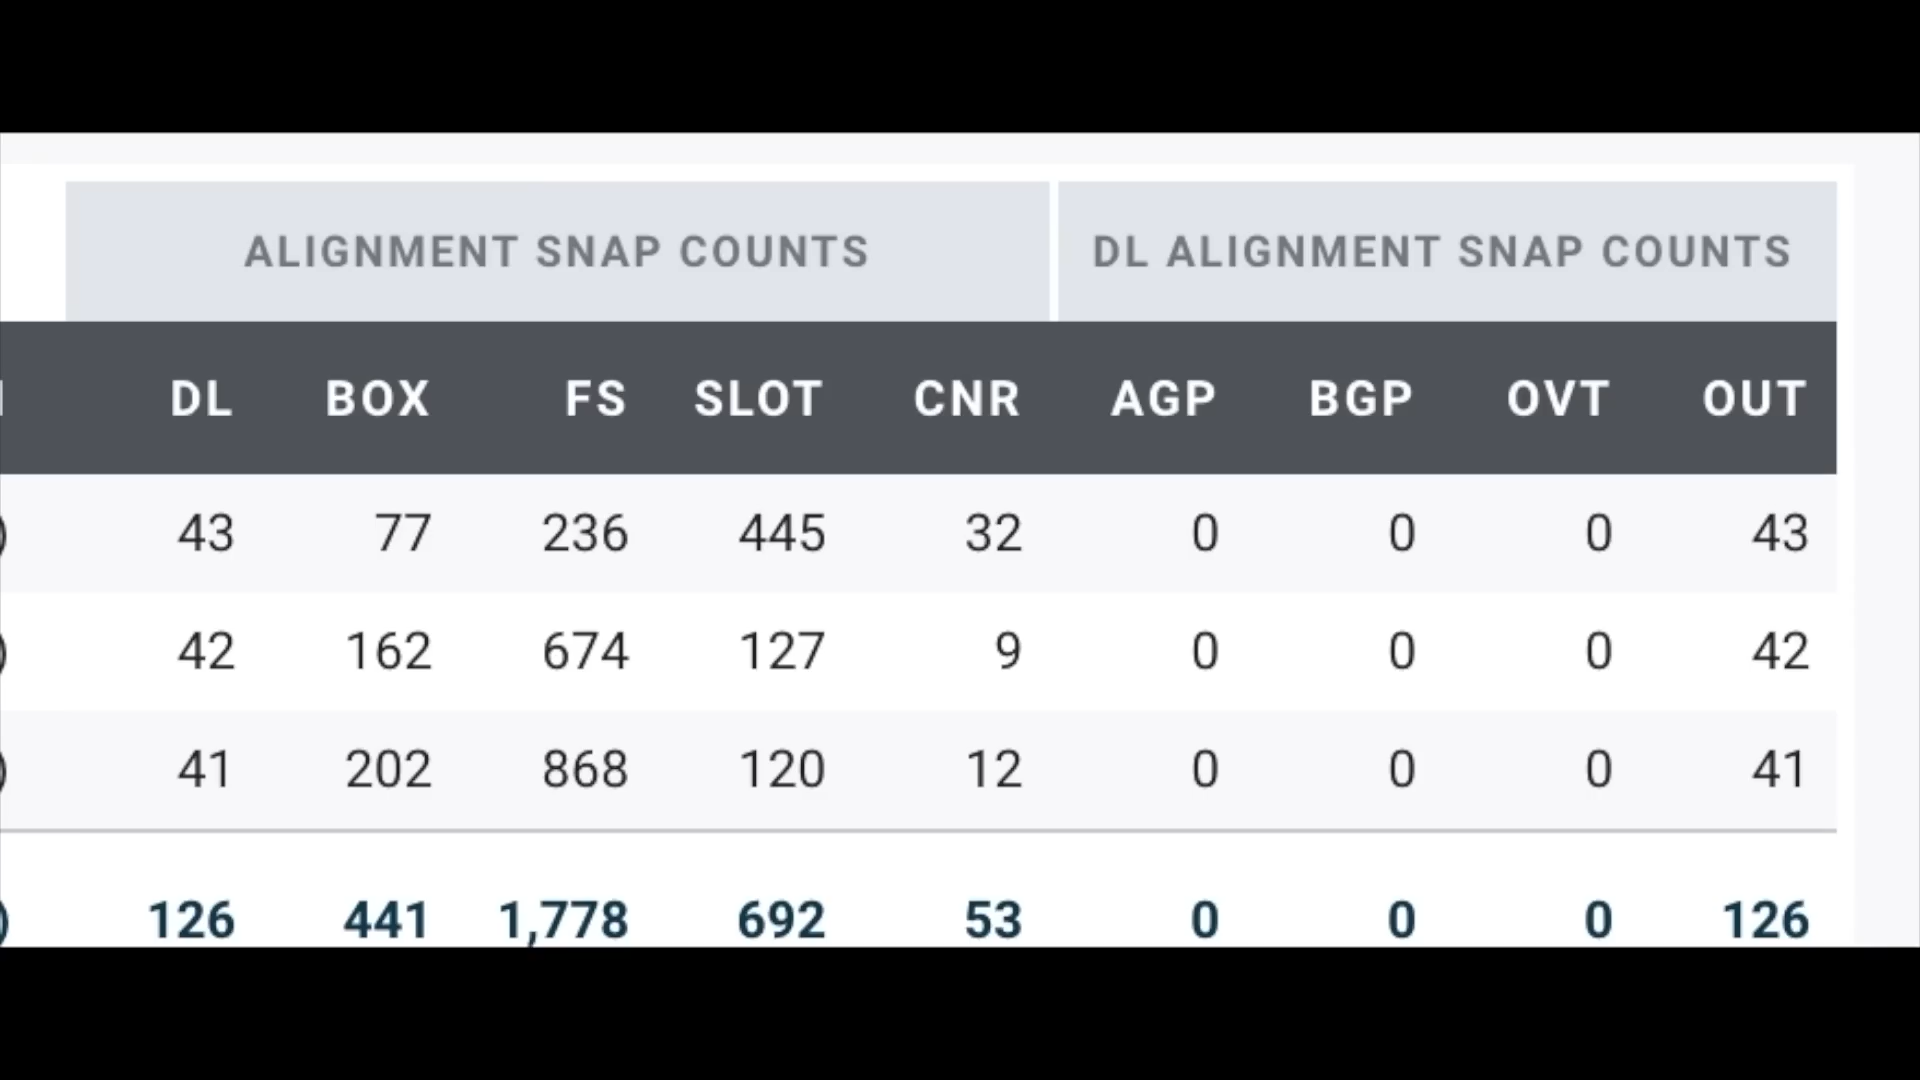 ALIGNMENT SNAP COUNTS DL ALIGNMENT SNAP COUNTS
DL BOX FS SLOT CNR AGP BGP OVT OUT
) 43 77 236 445 32 0 0 0 43
) 42 162 674 127 9 0 0 0 42
) 41 202 868 120 12 0 0 0 41
) 126 441 1,778 692 53 0 0 0 126